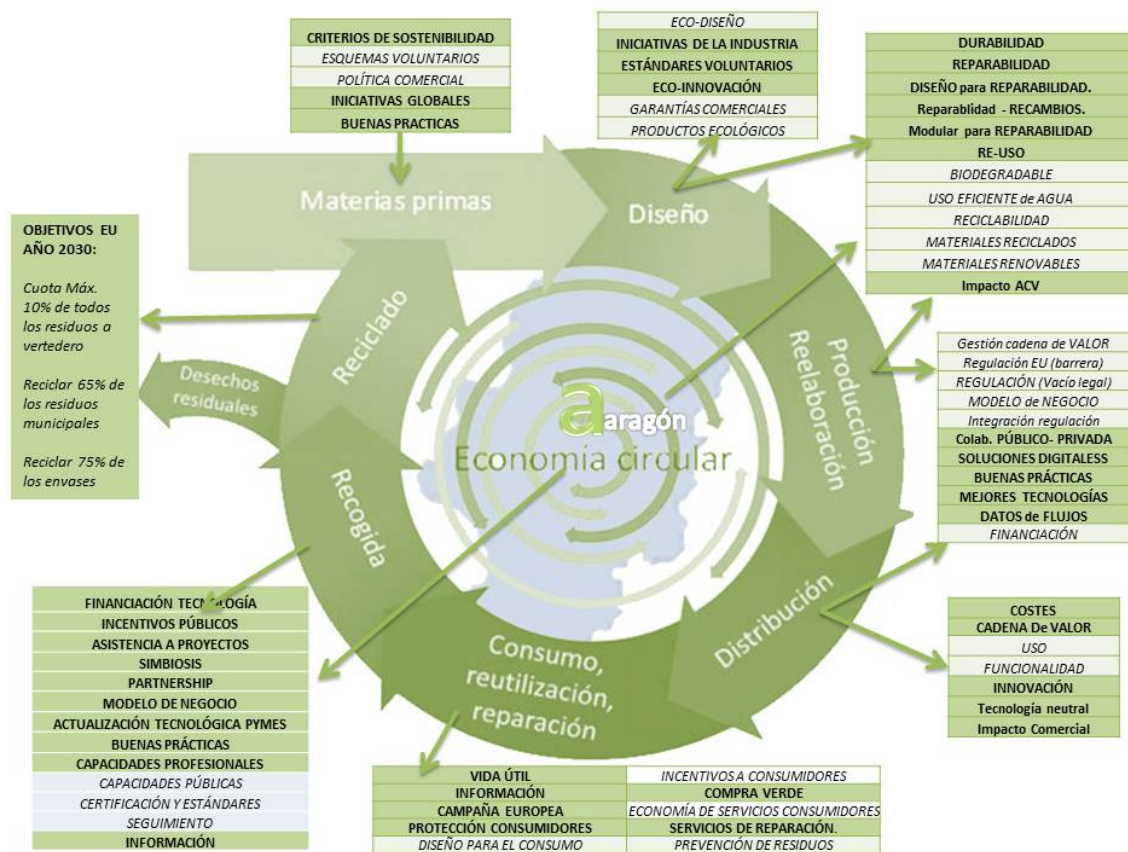 CRITERIOS DE SOSTENIBILIDAD
ESQUEMAS VOLUNTARIOS
POLÍTICA COMERCIAL
INICIATIVAS GLOBALES
BUENAS PRACTICAS
ECO-DISEÑO
INICIATIVAS DE LA INDUSTRIA
ESTÁNDARES VOLUNTARIOS
ECO-INNOVACIÓN
GARANTÍAS COMERCIALES
PRODUCTOS ECOLÓGICOS
DURABILIDAD
REPARABILIDAD
DISEÑO para REPARABILIDAD.
Reparablidad - RECAMBIOS.
Modular para REPARABILIDAD
RE-USO
BIODEGRADABLE
USO EFICIENTE de AGUA
RECICLABILIDAD
MATERIALES RECICLADOS
MATERIALES RENOVABLES
Impacto ACV
Materias primas
Diseño
Producción
Reelaboración
Distribución
Consumo,
reutilización,
reparación
Recogida
Reciclado
Desechos
residuales
a aragón
Economía circular
OBJETIVOS EU
AÑO 2030:
Cuota Máx.
10% de todos
los residuos a
vertedero
Reciclar 65% de
los residuos
municipales
Reciclar 75% de
los envases
Gestión cadena de VALOR
Regulación EU (barrera)
REGULACIÓN (Vacío legal)
MODELO de NEGOCIO
Integración regulación
Colab. PÚBLICO- PRIVADA
SOLUCIONES DIGITALESS
BUENAS PRÁCTICAS
MEJORES TECNOLOGÍAS
DATOS de FLUJOS
FINANCIACIÓN
COSTES
CADENA De VALOR
USO
FUNCIONALIDAD
INNOVACIÓN
Tecnología neutral
Impacto Comercial
FINANCIACIÓN TECNOLOGÍA
INCENTIVOS PÚBLICOS
ASISTENCIA A PROYECTOS
SIMBIOSIS
PARTNERSHIP
MODELO DE NEGOCIO
ACTUALIZACIÓN TECNOLÓGICA PYMES
BUENAS PRÁCTICAS
CAPACIDADES PROFESIONALES
CAPACIDADES PÚBLICAS
CERTIFICACIÓN Y ESTÁNDARES
SEGUIMIENTO
INFORMACIÓN
VIDA ÚTIL
INFORMACIÓN
CAMPAÑA EUROPEA
PROTECCIÓN CONSUMIDORES
DISEÑO PARA EL CONSUMO
INCENTIVOS A CONSUMIDORES
COMPRA VERDE
ECONOMÍA DE SERVICIOS CONSUMIDORES
SERVICIOS DE REPARACIÓN.
PREVENCIÓN DE RESIDUOS